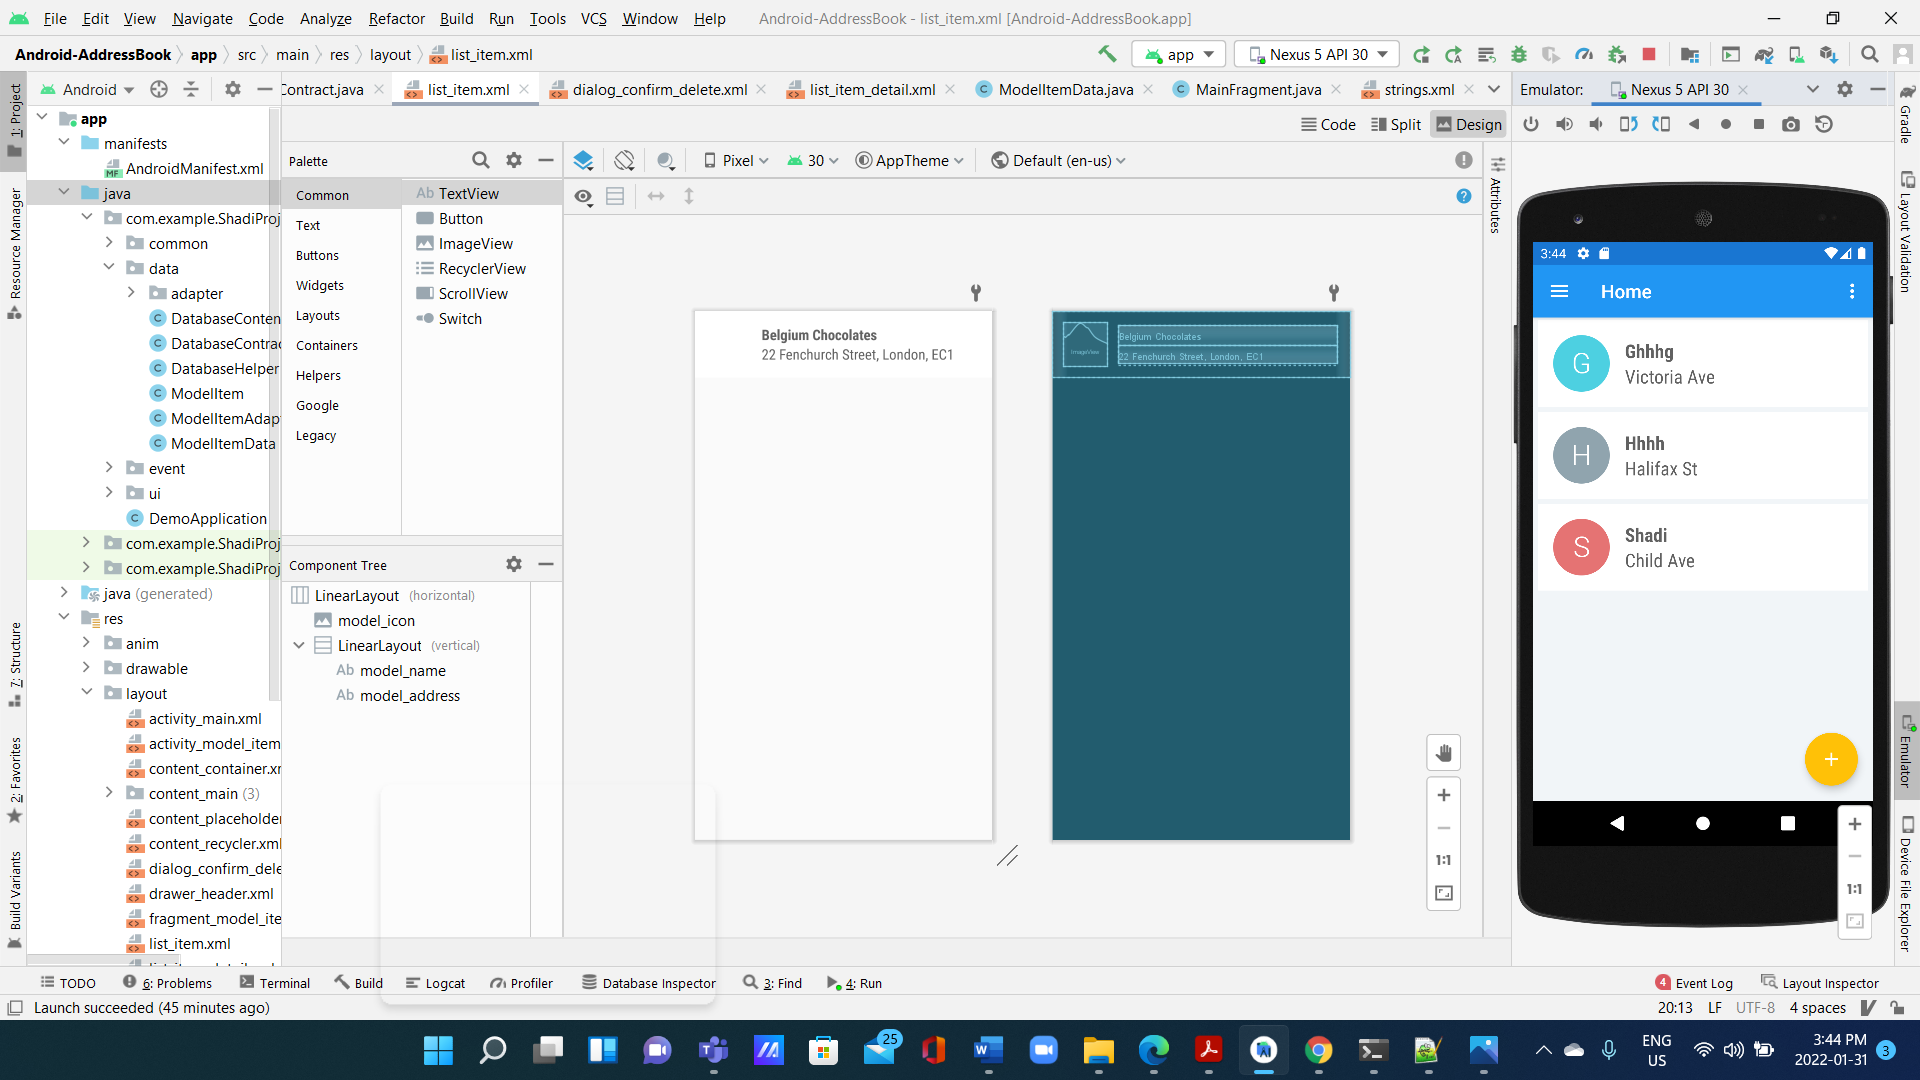 File Edit View Navigate Code Analyze Refactor Build Run Tools VCS Window Help Android-AddressBook - list_item.xml [Android-AddressBook.app]
Android-AddressBook app src main res layout list_item.xml app Nexus 5 API 30
Android Contract.java list_item.xml dialog_confirm_delete.xml list_item_detail.xml ModelItemData.java MainFragment.java strings.xml Emulator: Nexus 5 API 30
Code Split Design
Palette Pixel 30 AppTheme Default (en-us)
1: Project
Resource Manager
7: Structure
2: Favorites
Build Variants
app
manifests
AndroidManifest.xml
java
com.example.ShadiProj
common
data
adapter
DatabaseConten
DatabaseContrac
DatabaseHelper
ModelItem
ModelItemAdap
ModelItemData
event
ui
DemoApplication
com.example.ShadiProj
com.example.ShadiProj
java (generated)
res
anim
drawable
layout
activity_main.xml
activity_model_item
content_container.xr
content_main (3)
content_placeholder
content_recycler.xml
dialog_confirm_dele
drawer_header.xml
fragment_model_ite
list_item.xml
Common
Text
Buttons
Widgets
Layouts
Containers
Helpers
Google
Legacy
Ab TextView
Button
ImageView
RecyclerView
ScrollView
Switch
Component Tree
LinearLayout (horizontal)
model_icon
LinearLayout (vertical)
Ab model_name
Ab model_address
Belgium Chocolates
22 Fenchurch Street, London, EC1
ImageView
Belgium Chocolates
22 Fenchurch Street, London, EC1
1:1
Attributes
3:44
Home
G
Ghhhg
Victoria Ave
H
Hhhh
Halifax St
S
Shadi
Child Ave
+
1:1
Gradle
Layout Validation
Emulator
Device File Explorer
TODO 6: Problems Terminal Build Logcat Profiler Database Inspector 3: Find 4: Run 4 Event Log Layout Inspector
Launch succeeded (45 minutes ago) 20:13 LF UTF-8 4 spaces
25
ENG
US
3:44 PM
2022-01-31
3